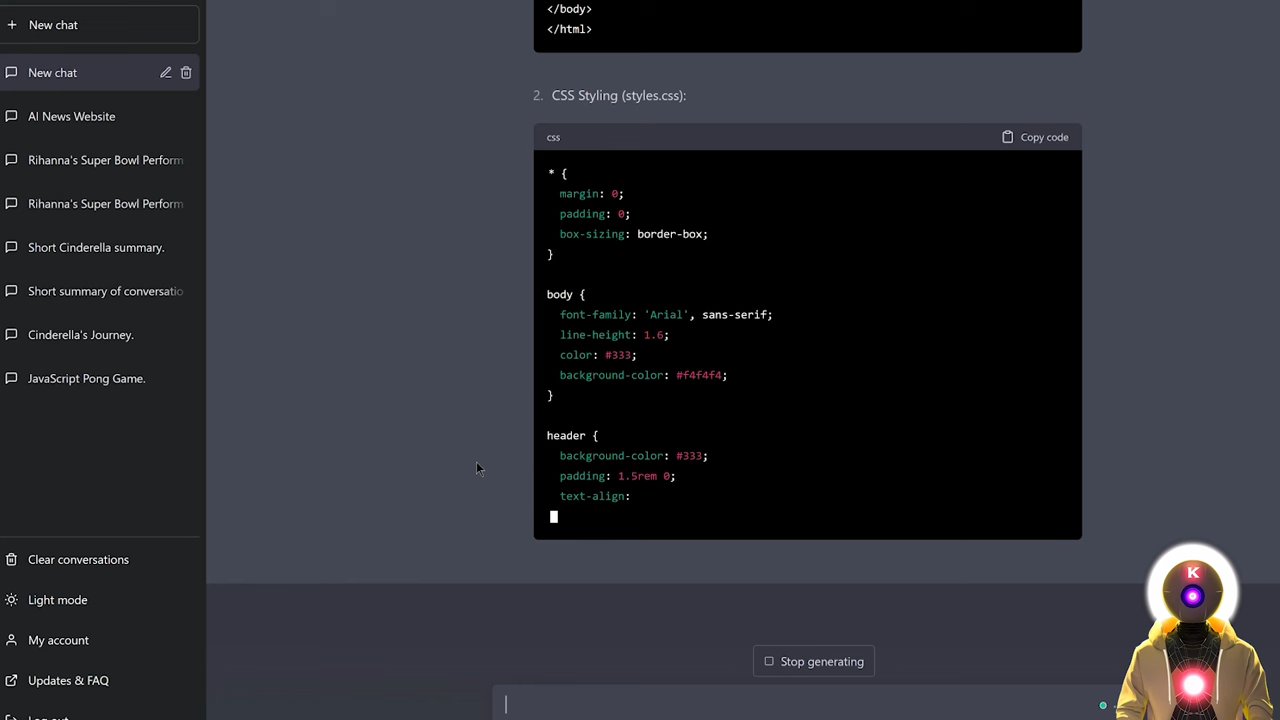 New chat
New chat
AI News Website
Rihanna's Super Bowl Perform
Rihanna's Super Bowl Perform
Short Cinderella summary.
Short summary of conversatio
Cinderella's Journey.
JavaScript Pong Game.
Clear conversations
Light mode
My account
Updates & FAQ
Log out
</body>
</html>
2. CSS Styling (styles.css):
css
Copy code
* {
margin: 0;
padding: 0;
box-sizing: border-box;
}
body {
font-family: 'Arial', sans-serif;
line-height: 1.6;
color: #333;
background-color: #f4f4f4;
}
header {
background-color: #333;
padding: 1.5rem 0;
text-align:
Stop generating
K